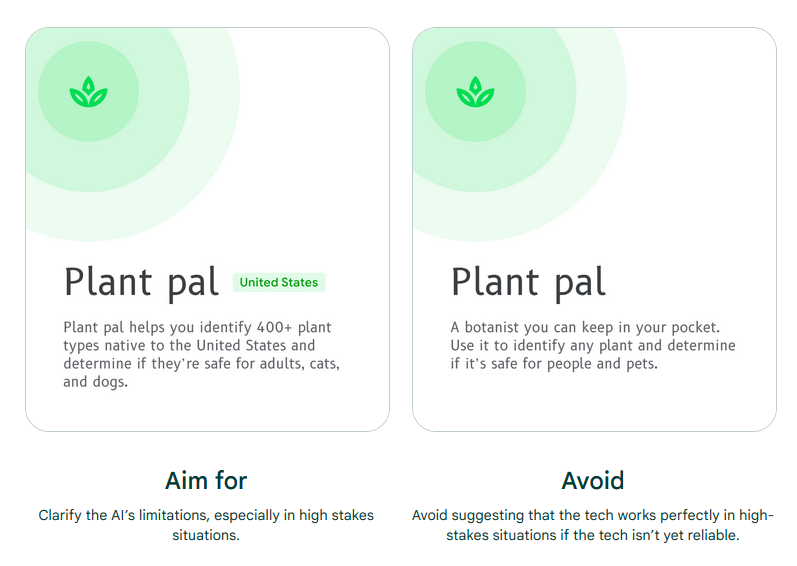 Plant pal
United States
Plant pal helps you identify 400+ plant
types native to the United States and
determine if they're safe for adults, cats,
and dogs.
Aim for
Clarify the AI's limitations, especially in high stakes
situations.
Plant pal
A botanist you can keep in your pocket.
Use it to identify any plant and determine
if it's safe for people and pets.
Avoid
Avoid suggesting that the tech works perfectly in high-
stakes situations if the tech isn't yet reliable.